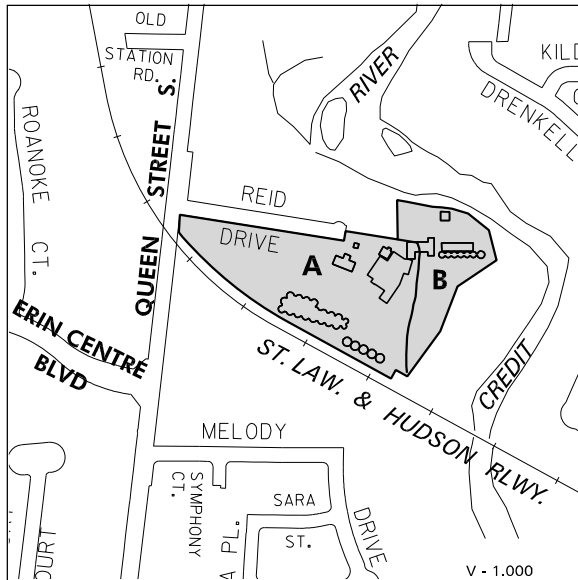 OLD
STATION
RD.
QUEEN STREET S.
RIVER
KILD
DRENKELL
ROANOKE CT.
REID
DRIVE
A
B
ERIN CENTRE
BLVD
ST. LAW. & HUDSON RLWY.
CREDIT
MELODY
DRIVE
SYMPHONY
CT.
SARA
ST.
A PL.
OURT
V - 1.000